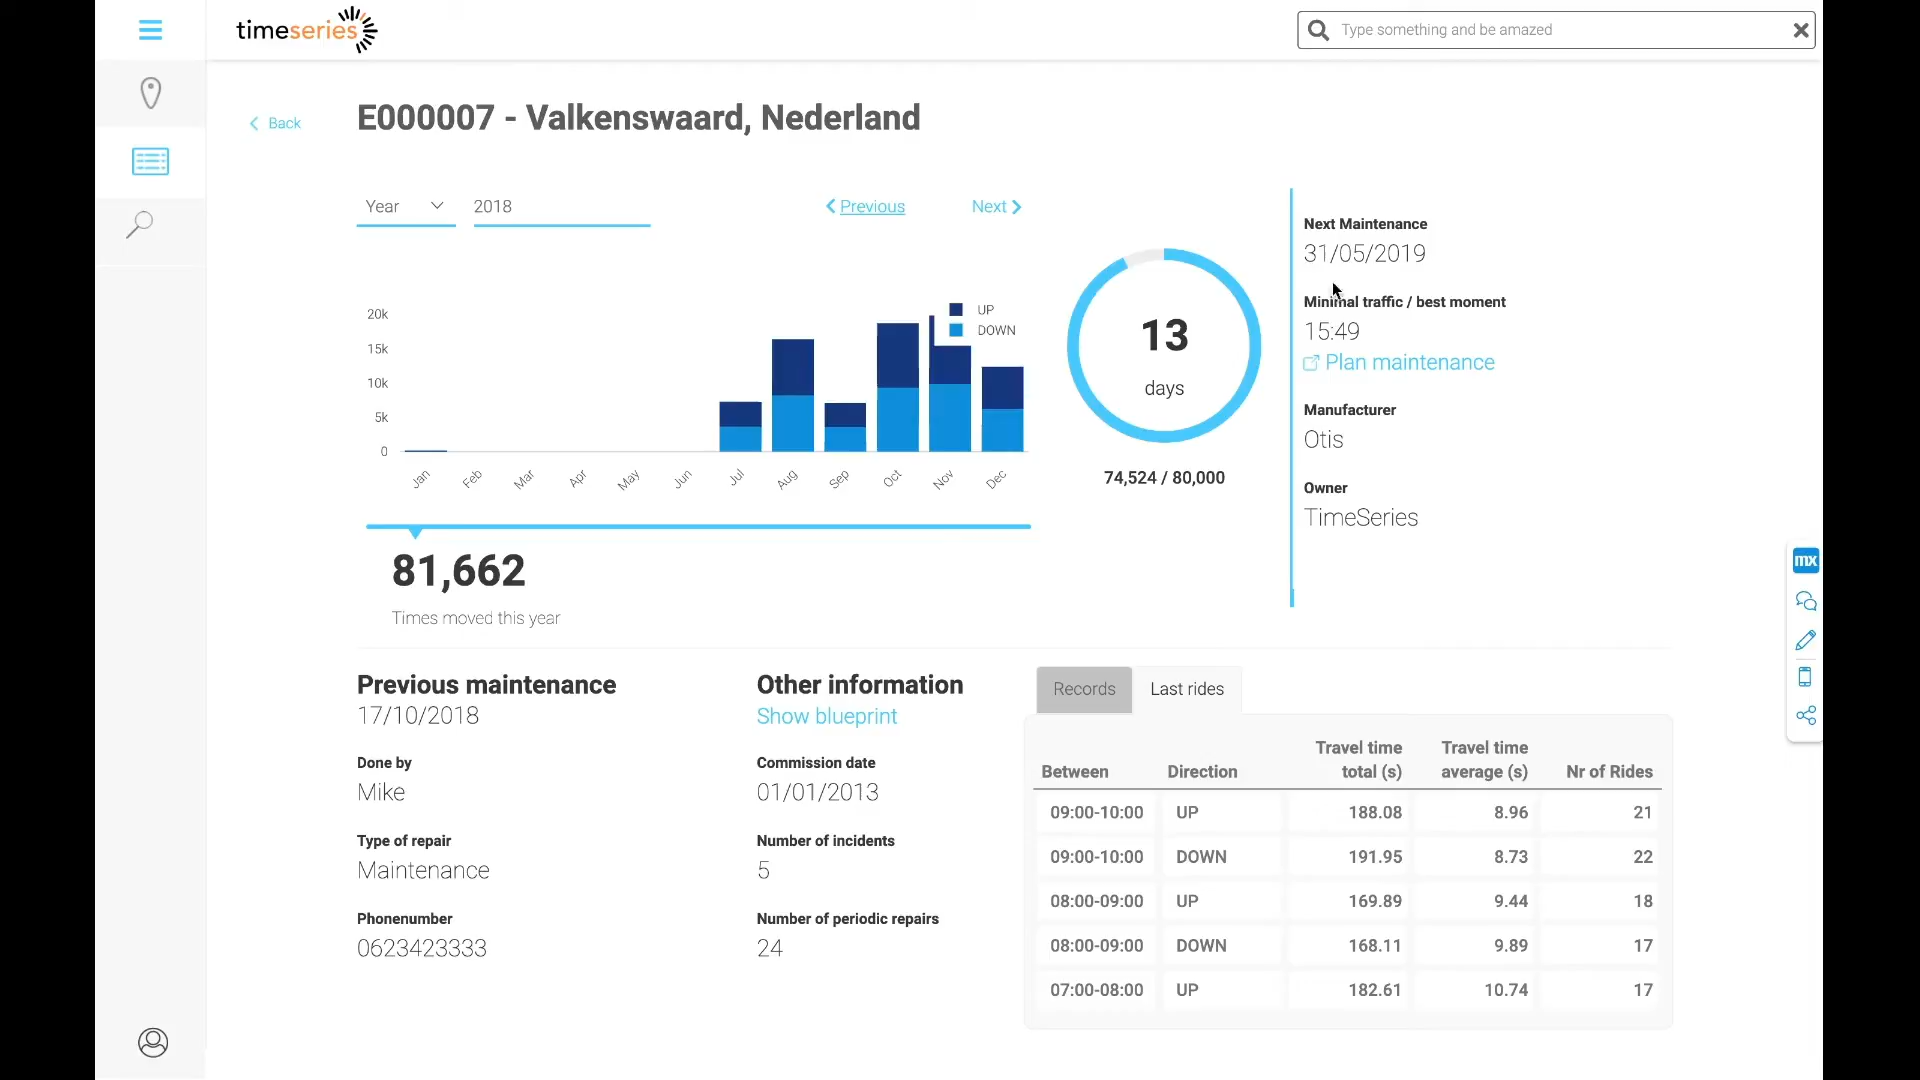 timeseries
Type something and be amazed
Back
E000007 - Valkenswaard, Nederland
Year
2018
Previous
Next
20k
15k
10k
5k
0
UP
DOWN
Jan
Feb
Mar
Apr
May
Jun
Jul
Aug
Sep
Oct
Nov
Dec
13
days
74,524 / 80,000
Next Maintenance
31/05/2019
Minimal traffic / best moment
15:49
Plan maintenance
Manufacturer
Otis
Owner
TimeSeries
81,662
Times moved this year
mx
Previous maintenance
17/10/2018
Done by
Mike
Type of repair
Maintenance
Phonenumber
0623423333
Other information
Show blueprint
Commission date
01/01/2013
Number of incidents
5
Number of periodic repairs
24
Records
Last rides
Between Direction Travel time total (s) Travel time average (s) Nr of Rides
09:00-10:00 UP 188.08 8.96 21
09:00-10:00 DOWN 191.95 8.73 22
08:00-09:00 UP 169.89 9.44 18
08:00-09:00 DOWN 168.11 9.89 17
07:00-08:00 UP 182.61 10.74 17